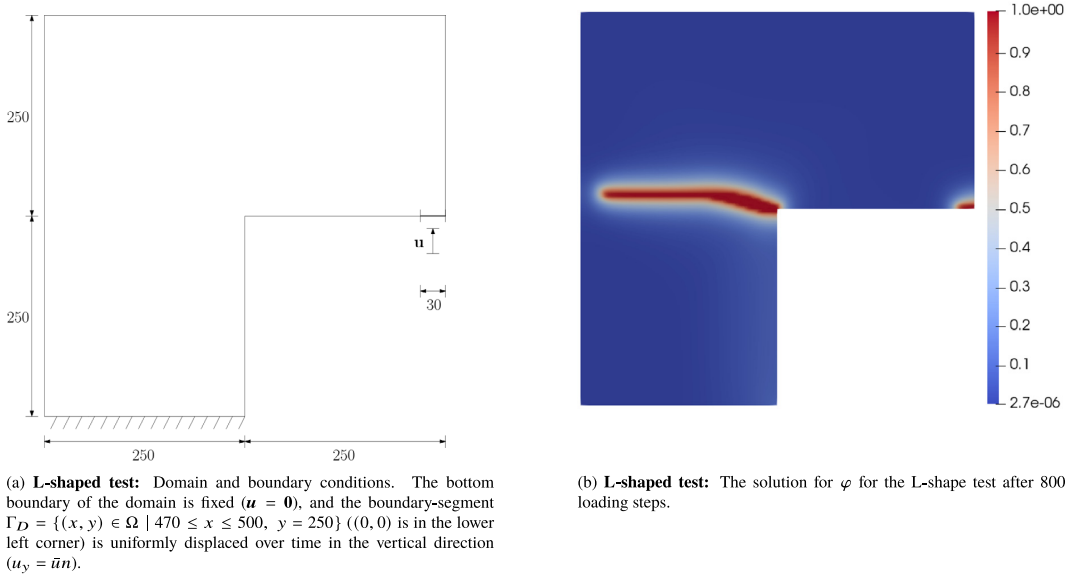 250
250
u
30
250
250
1.0e+00
0.9
0.8
0.7
0.6
0.5
0.4
0.3
0.2
0.1
2.7e-06
(a) L-shaped test: Domain and boundary conditions. The bottom
boundary of the domain is fixed (u = 0), and the boundary-segment
Γ_D = {(x, y) ∈ Ω | 470 ≤ x ≤ 500, y = 250} ((0, 0) is in the lower
left corner) is uniformly displaced over time in the vertical direction
(u_y = ūn).
(b) L-shaped test: The solution for φ for the L-shape test after 800
loading steps.